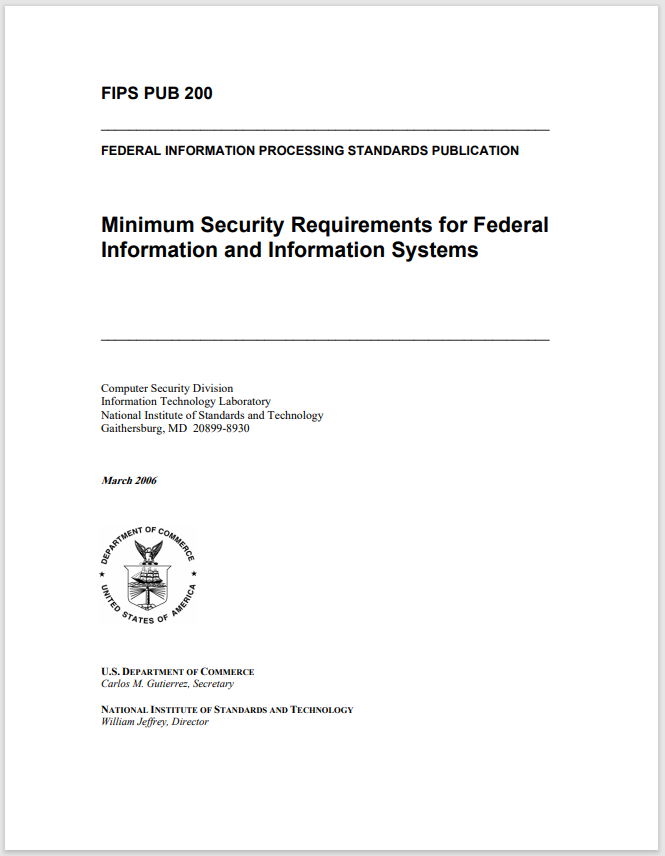 FIPS PUB 200
FEDERAL INFORMATION PROCESSING STANDARDS PUBLICATION
Minimum Security Requirements for Federal
Information and Information Systems
Computer Security Division
Information Technology Laboratory
National Institute of Standards and Technology
Gaithersburg, MD  20899-8930
March 2006
DEPARTMENT OF COMMERCE
UNITED STATES OF AMERICA
U.S. DEPARTMENT OF COMMERCE
Carlos M. Gutierrez, Secretary
NATIONAL INSTITUTE OF STANDARDS AND TECHNOLOGY
William Jeffrey, Director